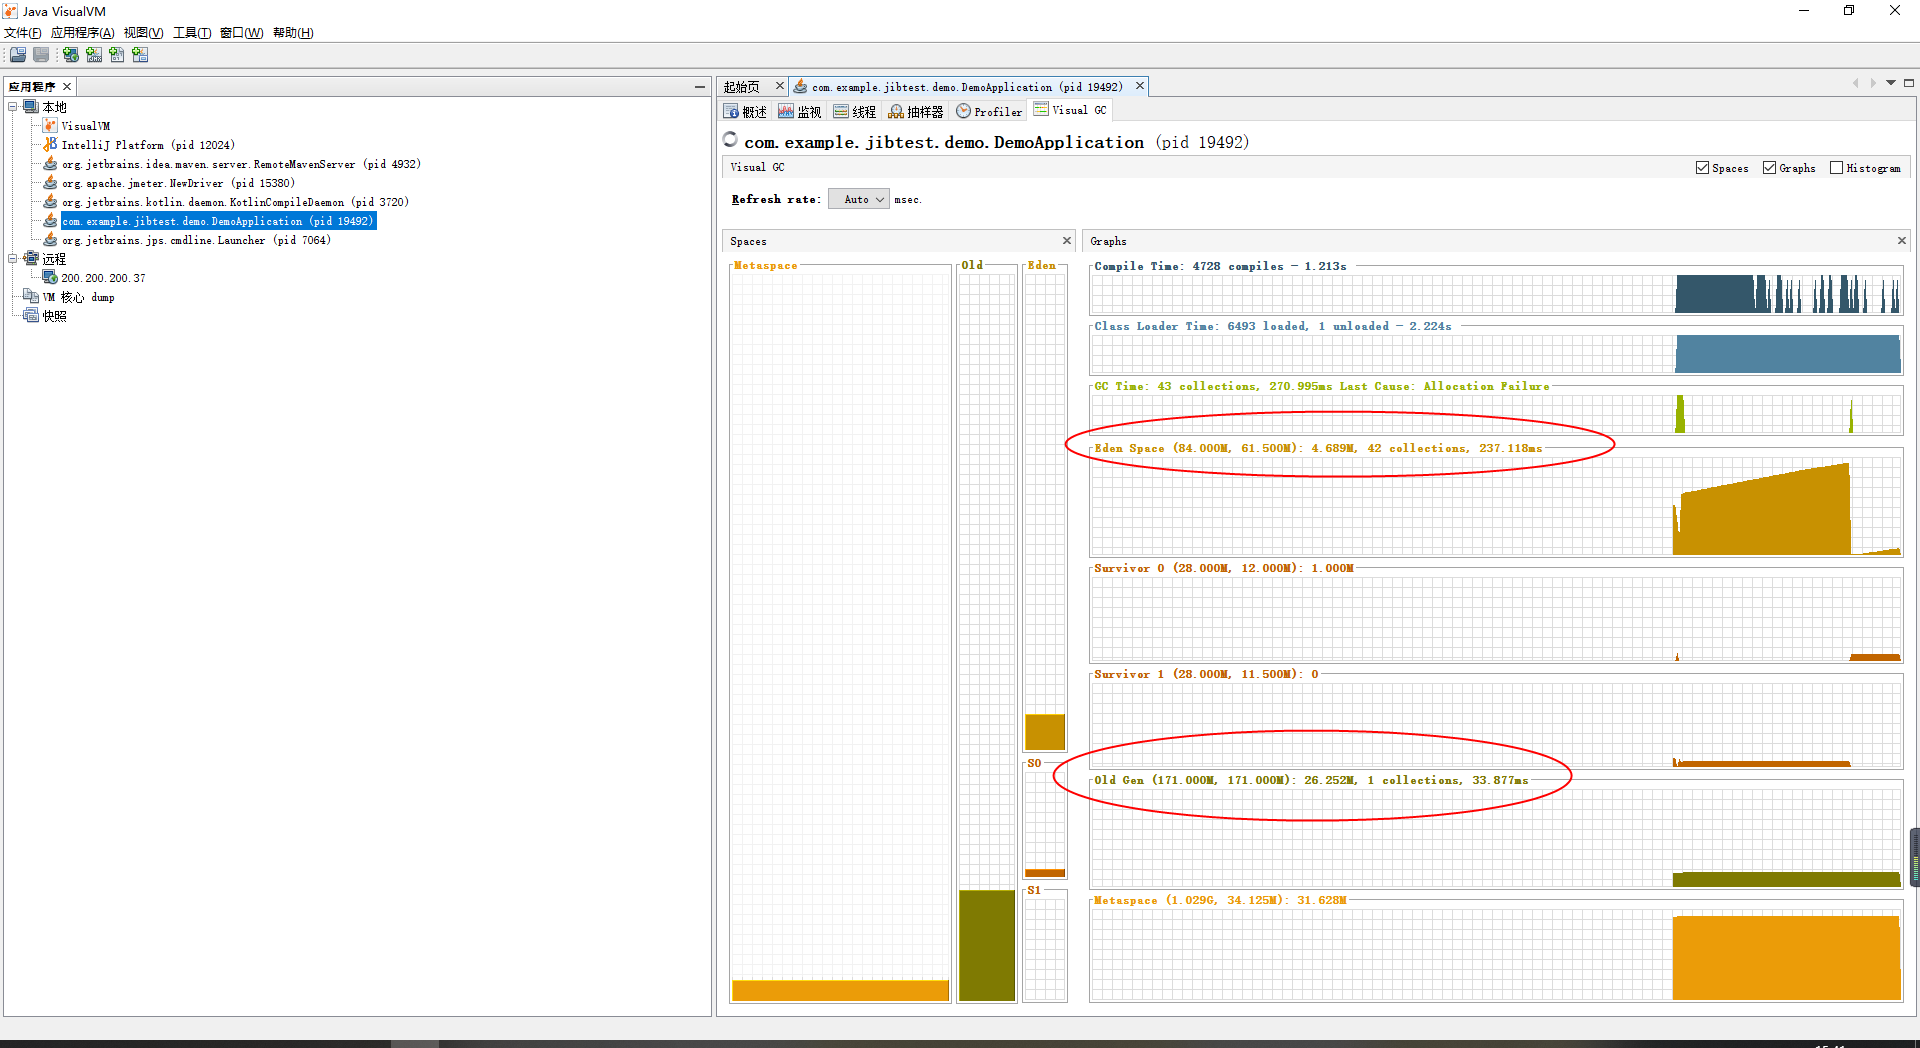 Java VisualVM
文件(F) 应用程序(A) 视图(V) 工具(T) 窗口(W) 帮助(H)
应用程序
本地
VisualVM
IntelliJ Platform (pid 12024)
org.jetbrains.idea.maven.server.RemoteMavenServer (pid 4932)
org.apache.jmeter.NewDriver (pid 15380)
org.jetbrains.kotlin.daemon.KotlinCompileDaemon (pid 3720)
com.example.jibtest.demo.DemoApplication (pid 19492)
org.jetbrains.jps.cmdline.Launcher (pid 7064)
远程
200.200.200.37
VM 核心 dump
快照
起始页 com.example.jibtest.demo.DemoApplication (pid 19492)
概述 监视 线程 抽样器 Profiler Visual GC
com.example.jibtest.demo.DemoApplication (pid 19492)
Visual GC Spaces Graphs Histogram
Refresh rate: Auto msec.
Spaces
Metaspace Old Eden
S0
S1
Graphs
Compile Time: 4728 compiles - 1.213s
Class Loader Time: 6493 loaded, 1 unloaded - 2.224s
GC Time: 43 collections, 270.995ms Last Cause: Allocation Failure
Eden Space (84.000M, 61.500M): 4.689M, 42 collections, 237.118ms
Survivor 0 (28.000M, 12.000M): 1.000M
Survivor 1 (28.000M, 11.500M): 0
Old Gen (171.000M, 171.000M): 26.252M, 1 collections, 33.877ms
Metaspace (1.029G, 34.125M): 31.628M